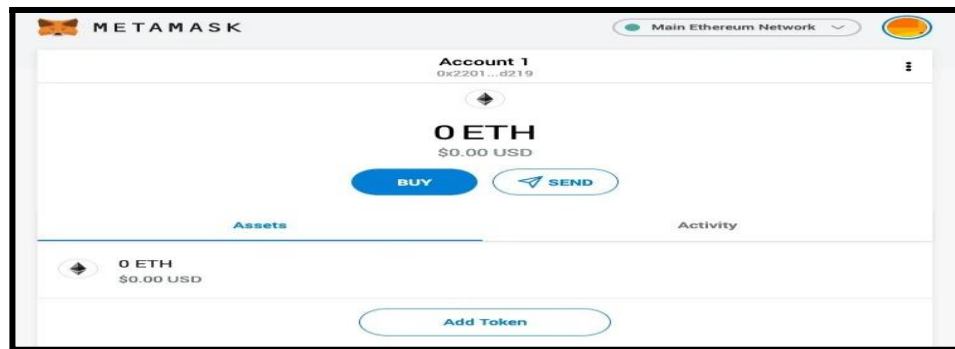 METAMASK
Main Ethereum Network
Account 1
0x2201...d219
0 ETH
$0.00 USD
BUY
SEND
Assets
Activity
0 ETH
$0.00 USD
Add Token